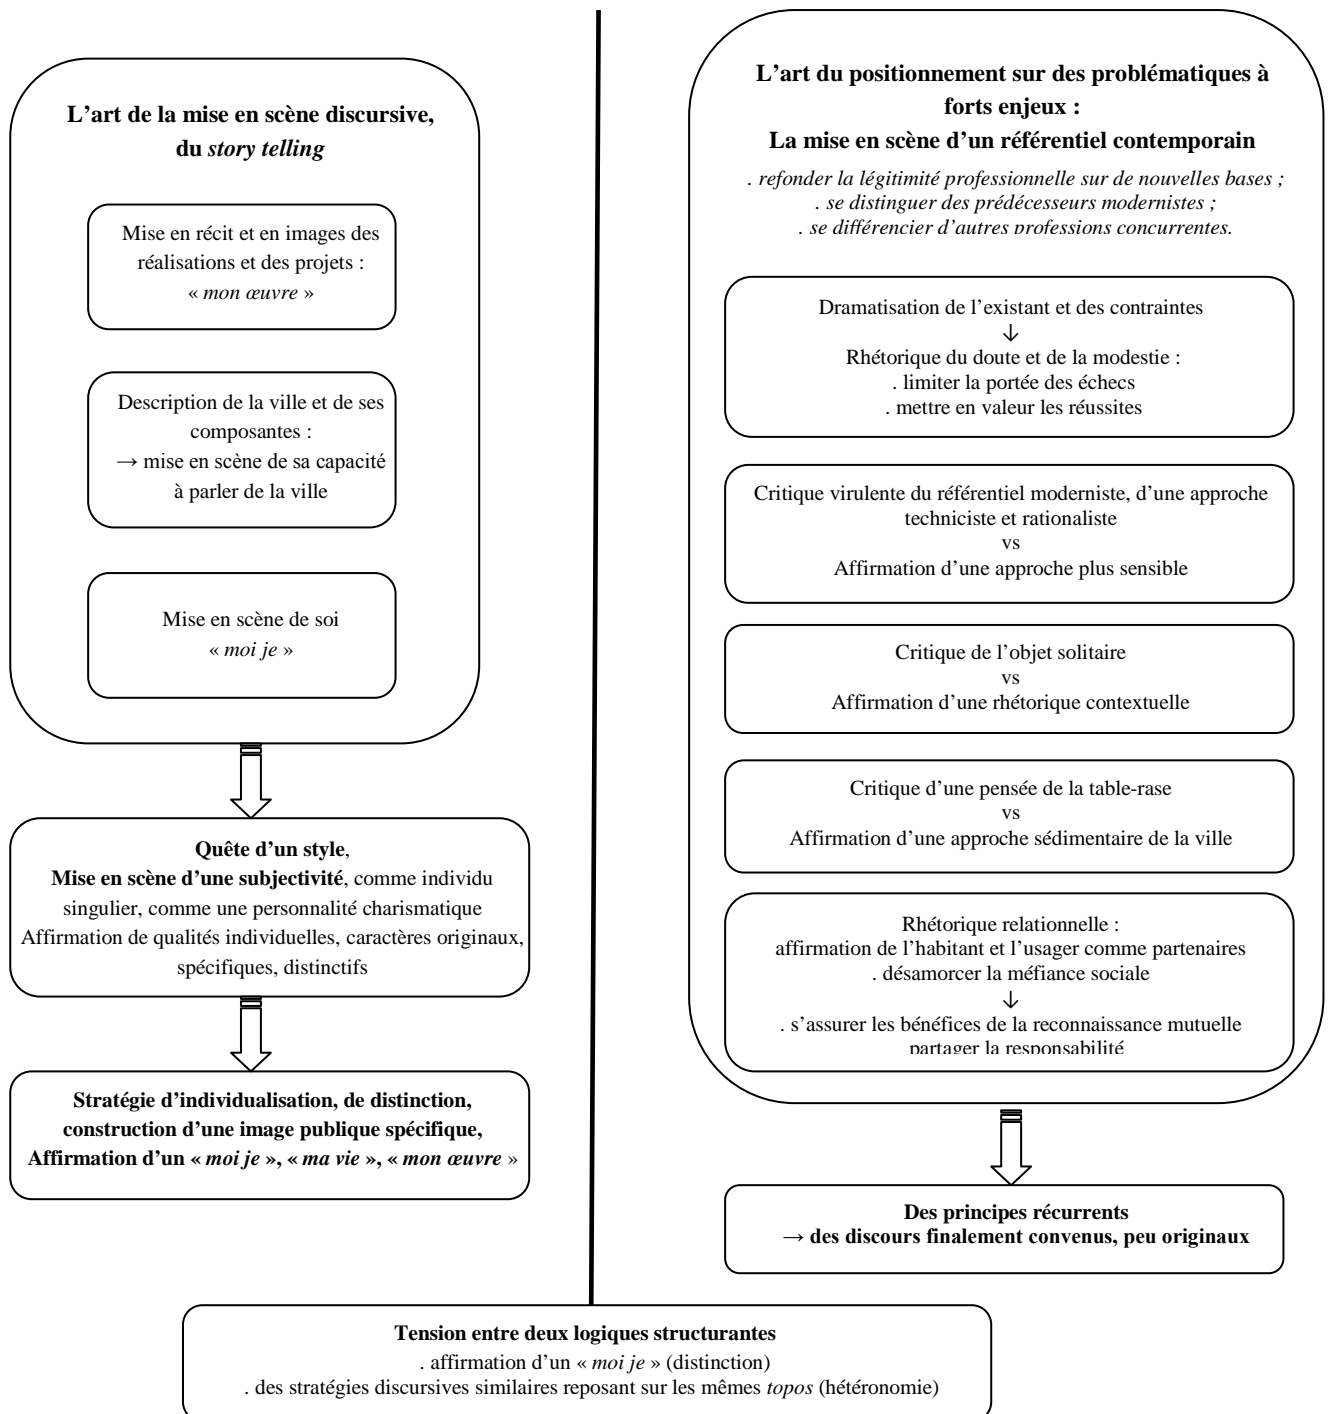 L’art de la mise en scène discursive,
du story telling
Mise en récit et en images des
réalisations et des projets :
« mon œuvre »
Description de la ville et de ses
composantes :
→ mise en scène de sa capacité
à parler de la ville
Mise en scène de soi
« moi je »
Quête d’un style,
Mise en scène d’une subjectivité, comme individu
singulier, comme une personnalité charismatique
Affirmation de qualités individuelles, caractères originaux,
spécifiques, distinctifs
Stratégie d’individualisation, de distinction,
construction d’une image publique spécifique,
Affirmation d’un « moi je », « ma vie », « mon œuvre »
L’art du positionnement sur des problématiques à
forts enjeux :
La mise en scène d’un référentiel contemporain
. refonder la légitimité professionnelle sur de nouvelles bases ;
. se distinguer des prédécesseurs modernistes ;
. se différencier d’autres professions concurrentes.
Dramatisation de l’existant et des contraintes
↓
Rhétorique du doute et de la modestie :
. limiter la portée des échecs
. mettre en valeur les réussites
Critique virulente du référentiel moderniste, d’une approche
techniciste et rationaliste
vs
Affirmation d’une approche plus sensible
Critique de l’objet solitaire
vs
Affirmation d’une rhétorique contextuelle
Critique d’une pensée de la table-rase
vs
Affirmation d’une approche sédimentaire de la ville
Rhétorique relationnelle :
affirmation de l’habitant et l’usager comme partenaires
. désamorcer la méfiance sociale
↓
. s’assurer les bénéfices de la reconnaissance mutuelle
partager la responsabilité
Des principes récurrents
→ des discours finalement convenus, peu originaux
Tension entre deux logiques structurantes
. affirmation d’un « moi je » (distinction)
. des stratégies discursives similaires reposant sur les mêmes topos (hétéronomie)